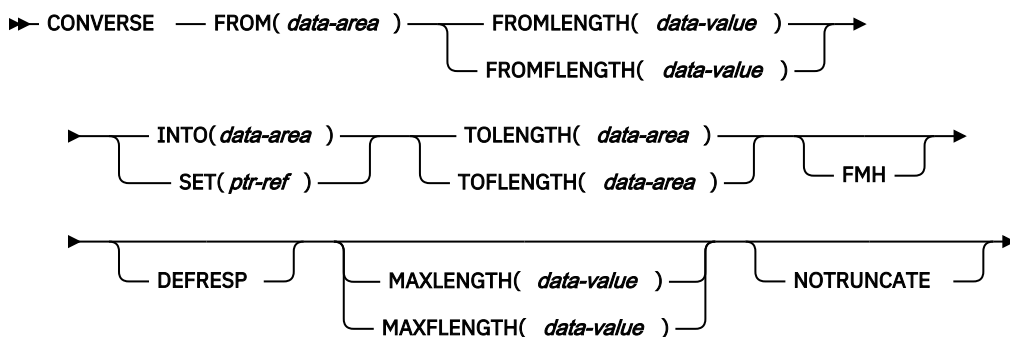 CONVERSE FROM( data-area ) FROMLENGTH( data-value )
FROMFLENGTH( data-value )
INTO( data-area ) TOLENGTH( data-area )
SET( ptr-ref ) TOFLENGTH( data-area ) FMH
DEFRESP MAXLENGTH( data-value ) NOTRUNCATE
MAXFLENGTH( data-value )